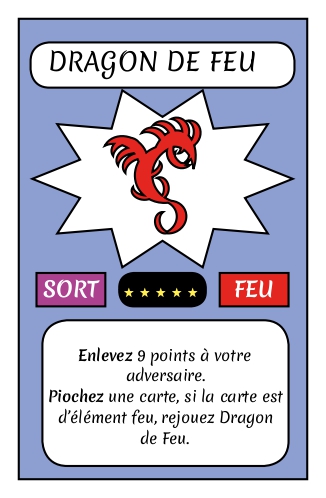 DRAGON DE FEU
SORT
FEU
Enlevez 9 points à votre
adversaire.
Piochez une carte, si la carte est
d'élément feu, rejouez Dragon
de Feu.